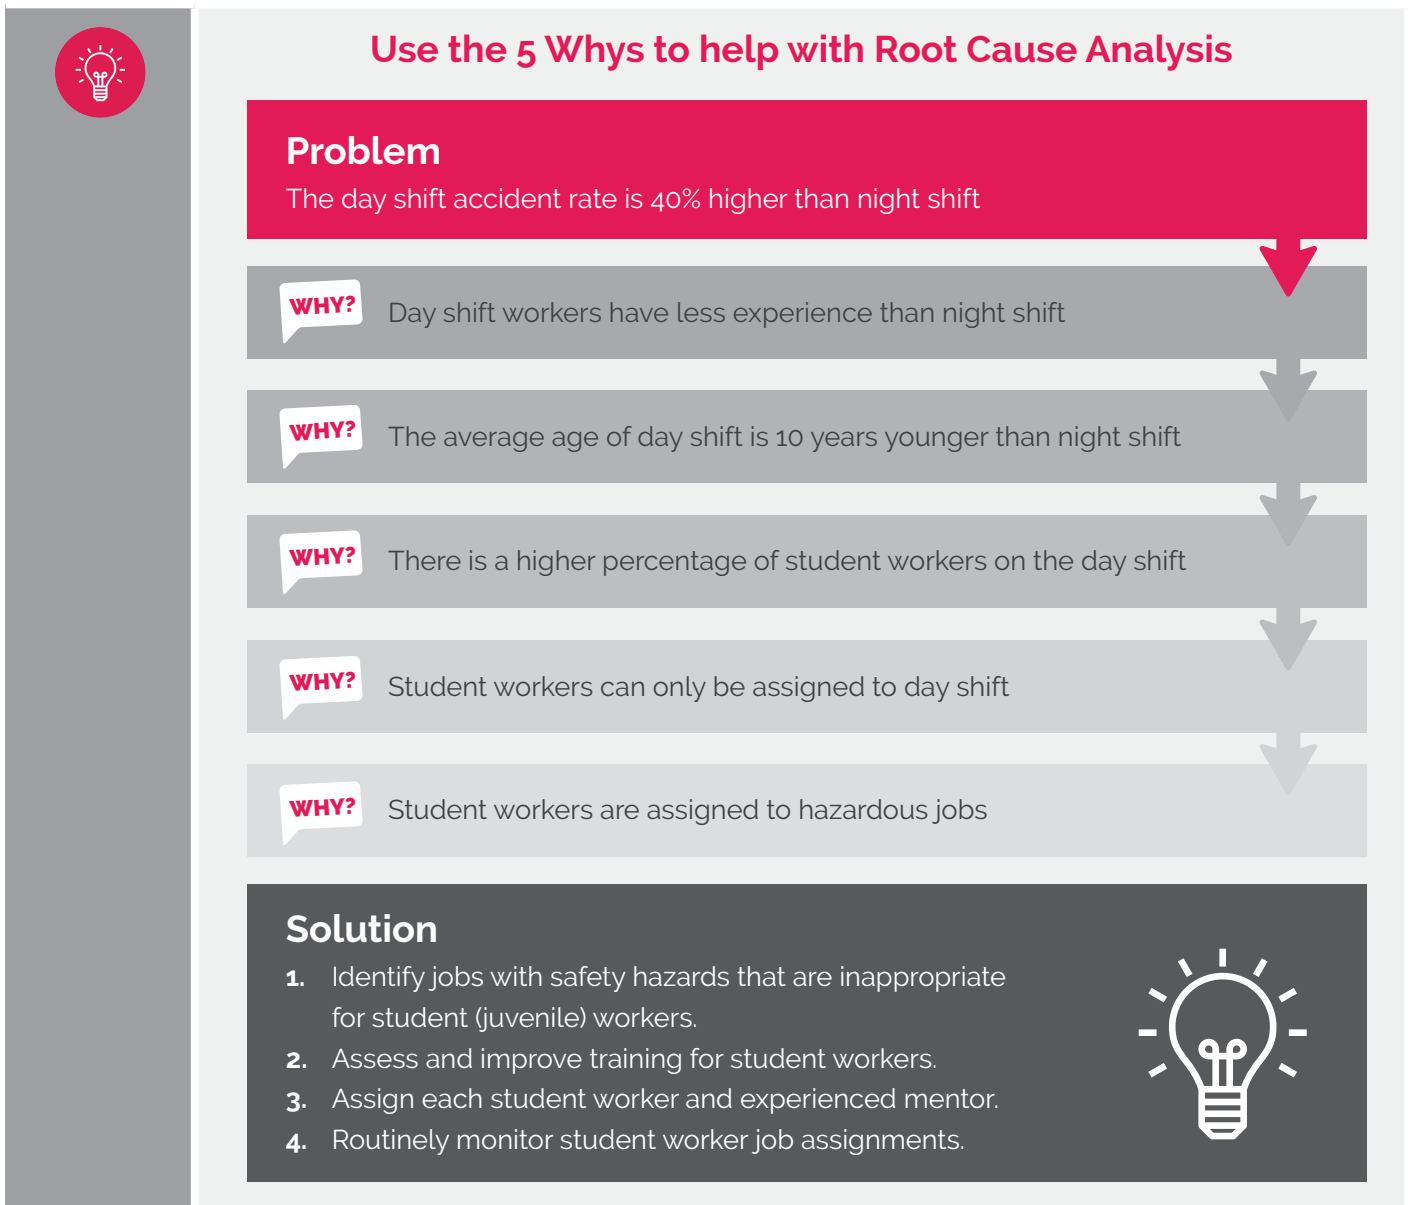 Use the 5 Whys to help with Root Cause Analysis
Problem
The day shift accident rate is 40% higher than night shift
WHY? Day shift workers have less experience than night shift
WHY? The average age of day shift is 10 years younger than night shift
WHY? There is a higher percentage of student workers on the day shift
WHY? Student workers can only be assigned to day shift
WHY? Student workers are assigned to hazardous jobs
Solution
1. Identify jobs with safety hazards that are inappropriate
for student (juvenile) workers.
2. Assess and improve training for student workers.
3. Assign each student worker and experienced mentor.
4. Routinely monitor student worker job assignments.